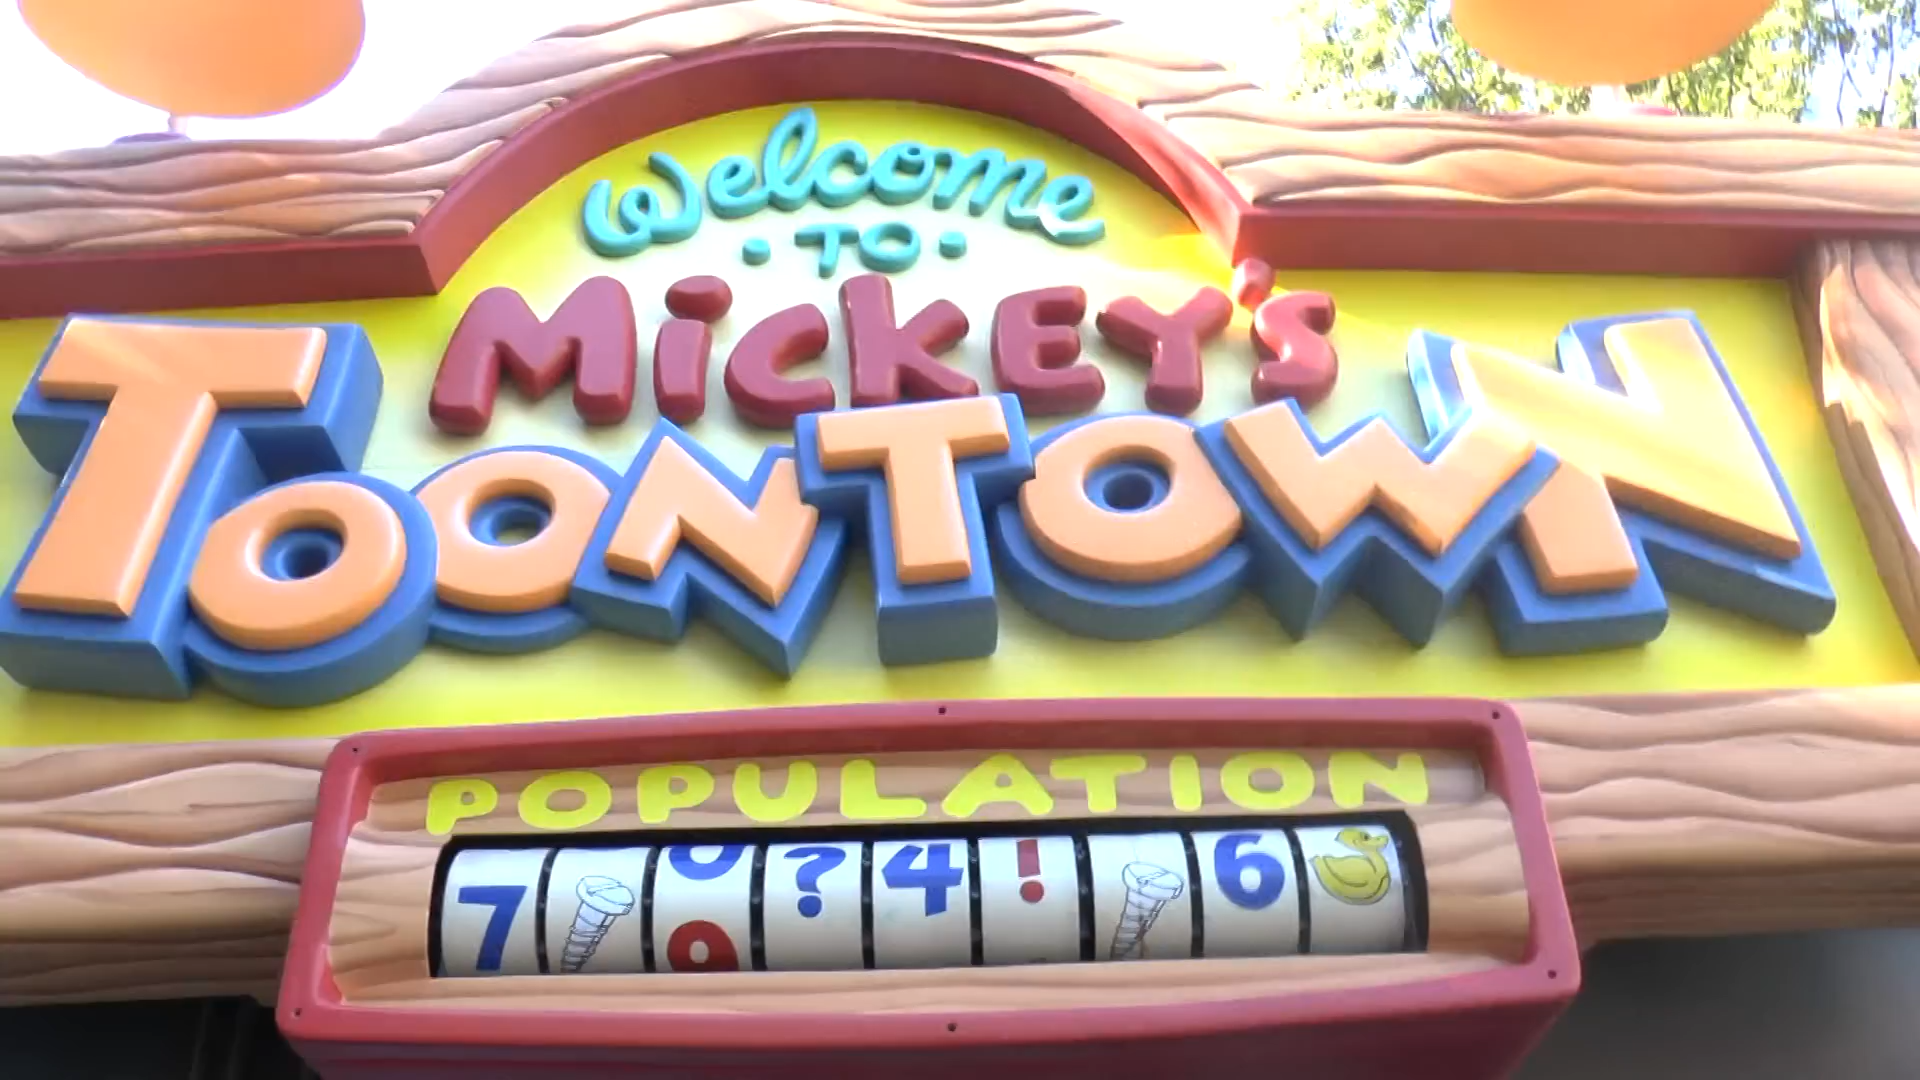 Welcome
• TO •
MiCKEY'S
TOONTOWN
POPULATION
7 ? 4 ! 6